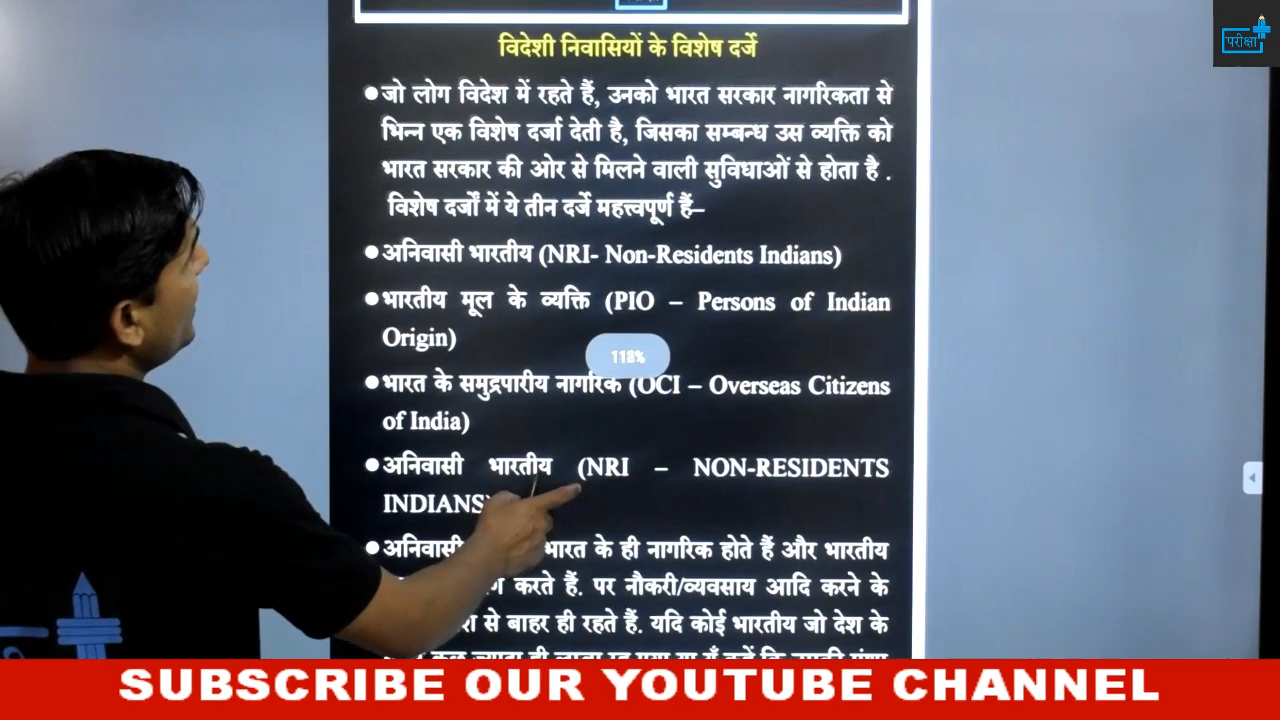 परीक्षा
विदेशी निवासियों के विशेष दर्जे
●जो लोग विदेश में रहते हैं, उनको भारत सरकार नागरिकता से
भिन्न एक विशेष दर्जा देती है, जिसका सम्बन्ध उस व्यक्ति को
भारत सरकार की ओर से मिलने वाली सुविधाओं से होता है .
विशेष दर्जों में ये तीन दर्जे महत्त्वपूर्ण हैं–
●अनिवासी भारतीय (NRI- Non-Residents Indians)
●भारतीय मूल के व्यक्ति (PIO – Persons of Indian
Origin)
118%
●भारत के समुद्रपारीय नागरिक (OCI – Overseas Citizens
of India)
●अनिवासी भारतीय (NRI – NON-RESIDENTS
INDIANS)
●अनिवासी भारत के ही नागरिक होते हैं और भारतीय
करते हैं. पर नौकरी/व्यवसाय आदि करने के
से बाहर ही रहते हैं. यदि कोई भारतीय जो देश के
SUBSCRIBE OUR YOUTUBE CHANNEL